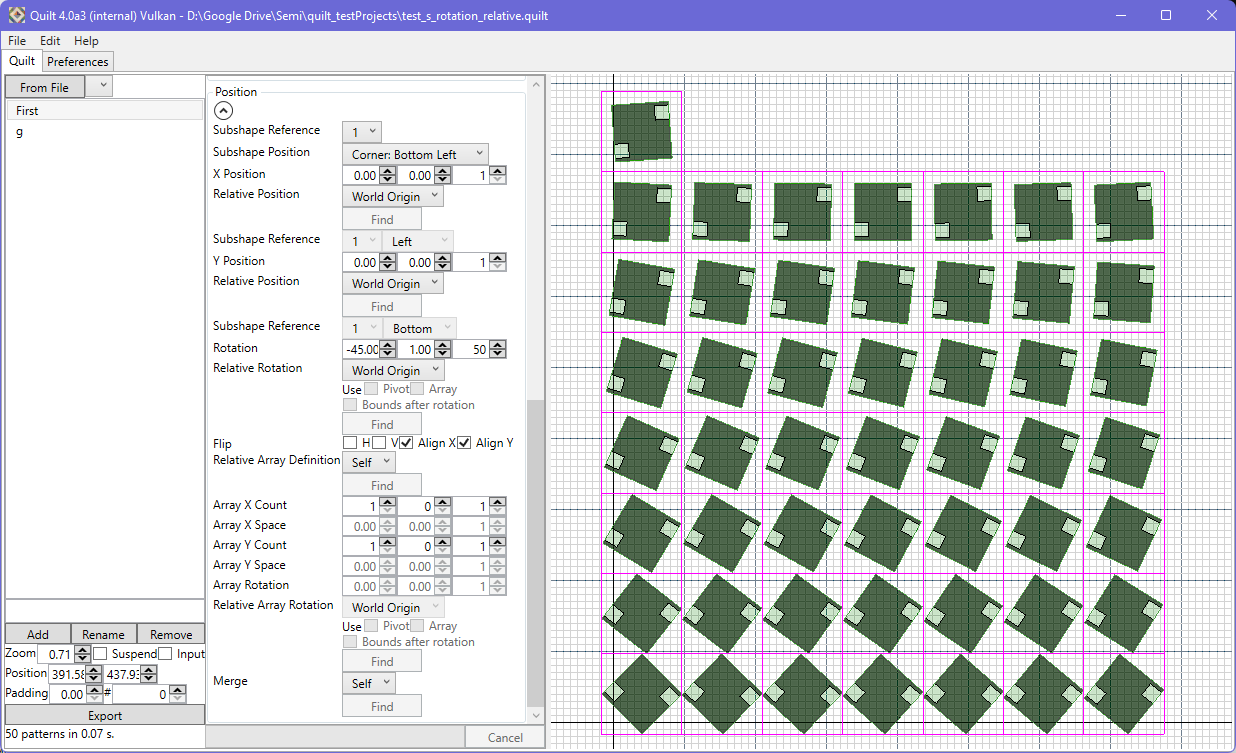 Quilt 4.0a3 (internal) Vulkan - D:\Google Drive\Semi\quilt_testProjects\test_s_rotation_relative.quilt
File Edit Help
Quilt Preferences
From File
First
g
Add Rename Remove
Zoom 0.71 Suspend Input
Position 391.58 437.93
Padding 0.00 # 0
Export
50 patterns in 0.07 s.
Position
Subshape Reference 1
Subshape Position Corner: Bottom Left
X Position 0.00 0.00 1
Relative Position World Origin
Find
Subshape Reference 1 Left
Y Position 0.00 0.00 1
Relative Position World Origin
Find
Subshape Reference 1 Bottom
Rotation -45.00 1.00 50
Relative Rotation World Origin
Use Pivot Array
Bounds after rotation
Find
Flip H V Align X Align Y
Relative Array Definition Self
Find
Array X Count 1 0 1
Array X Space 0.00 0.00 1
Array Y Count 1 0 1
Array Y Space 0.00 0.00 1
Array Rotation 0.00 0.00 1
Relative Array Rotation World Origin
Use Pivot Array
Bounds after rotation
Find
Merge Self
Find
Cancel